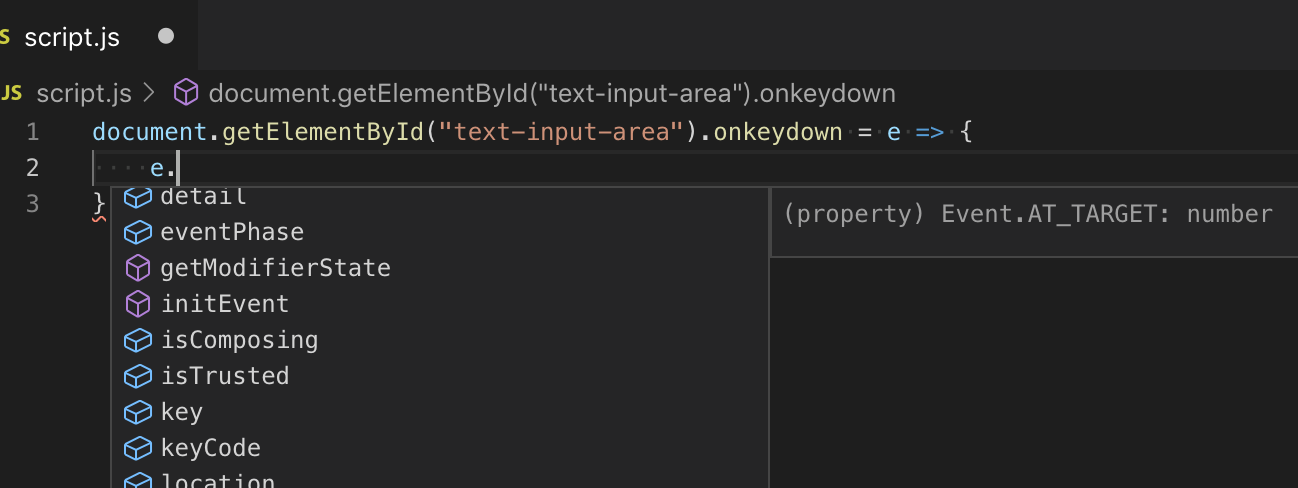 S script.js
JS script.js > document.getElementById("text-input-area").onkeydown
1 document.getElementById("text-input-area").onkeydown = e => {
2 e.
3 }
detail
(property) Event.AT_TARGET: number
eventPhase
getModifierState
initEvent
isComposing
isTrusted
key
keyCode
location